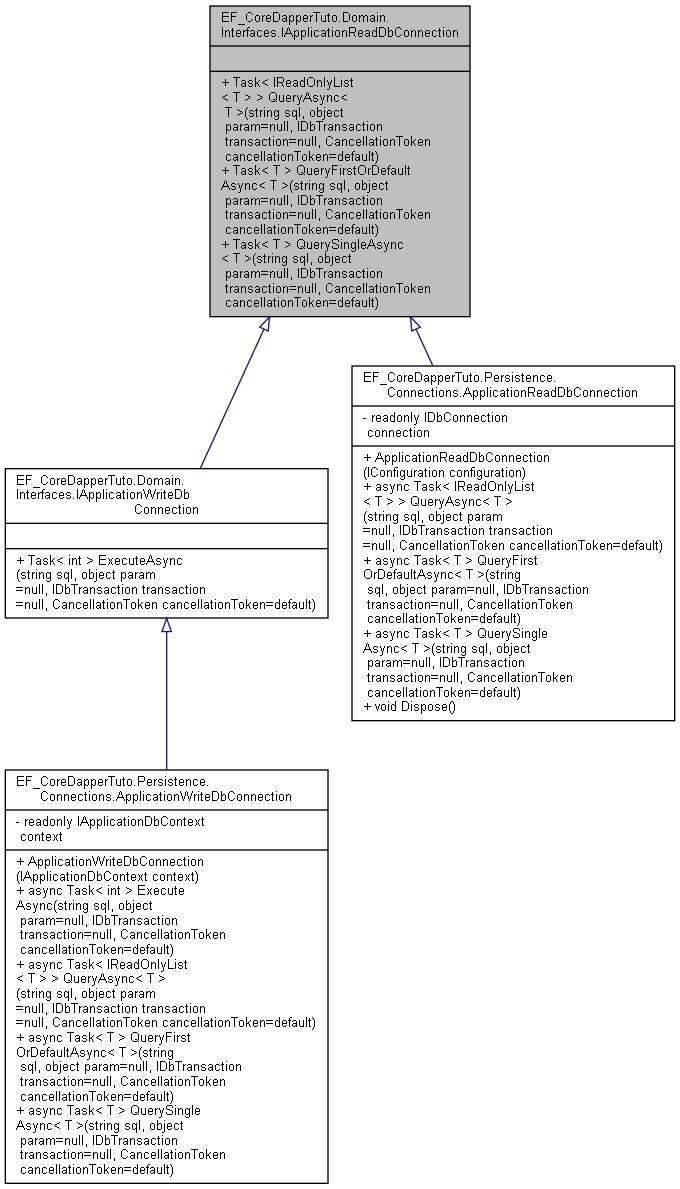 EF_CoreDapperTuto.Domain.
Interfaces.IApplicationReadDbConnection
+ Task< IReadOnlyList
< T > > QueryAsync<
T >(string sql, object
param=null, IDbTransaction
transaction=null, CancellationToken
cancellationToken=default)
+ Task< T > QueryFirstOrDefault
Async< T >(string sql, object
param=null, IDbTransaction
transaction=null, CancellationToken
cancellationToken=default)
+ Task< T > QuerySingleAsync
< T >(string sql, object
param=null, IDbTransaction
transaction=null, CancellationToken
cancellationToken=default)
EF_CoreDapperTuto.Persistence.
Connections.ApplicationReadDbConnection
- readonly IDbConnection
connection
+ ApplicationReadDbConnection
(IConfiguration configuration)
+ async Task< IReadOnlyList
< T > > QueryAsync< T >
(string sql, object param
=null, IDbTransaction transaction
=null, CancellationToken cancellationToken=default)
+ async Task< T > QueryFirst
OrDefaultAsync< T >(string
sql, object param=null, IDbTransaction
transaction=null, CancellationToken
cancellationToken=default)
+ async Task< T > QuerySingle
Async< T >(string sql, object
param=null, IDbTransaction
transaction=null, CancellationToken
cancellationToken=default)
+ void Dispose()
EF_CoreDapperTuto.Domain.
Interfaces.IApplicationWriteDb
Connection
+ Task< int > ExecuteAsync
(string sql, object param
=null, IDbTransaction transaction
=null, CancellationToken cancellationToken=default)
EF_CoreDapperTuto.Persistence.
Connections.ApplicationWriteDbConnection
- readonly IApplicationDbContext
context
+ ApplicationWriteDbConnection
(IApplicationDbContext context)
+ async Task< int > Execute
Async(string sql, object
param=null, IDbTransaction
transaction=null, CancellationToken
cancellationToken=default)
+ async Task< IReadOnlyList
< T > > QueryAsync< T >
(string sql, object param
=null, IDbTransaction transaction
=null, CancellationToken cancellationToken=default)
+ async Task< T > QueryFirst
OrDefaultAsync< T >(string
sql, object param=null, IDbTransaction
transaction=null, CancellationToken
cancellationToken=default)
+ async Task< T > QuerySingle
Async< T >(string sql, object
param=null, IDbTransaction
transaction=null, CancellationToken
cancellationToken=default)